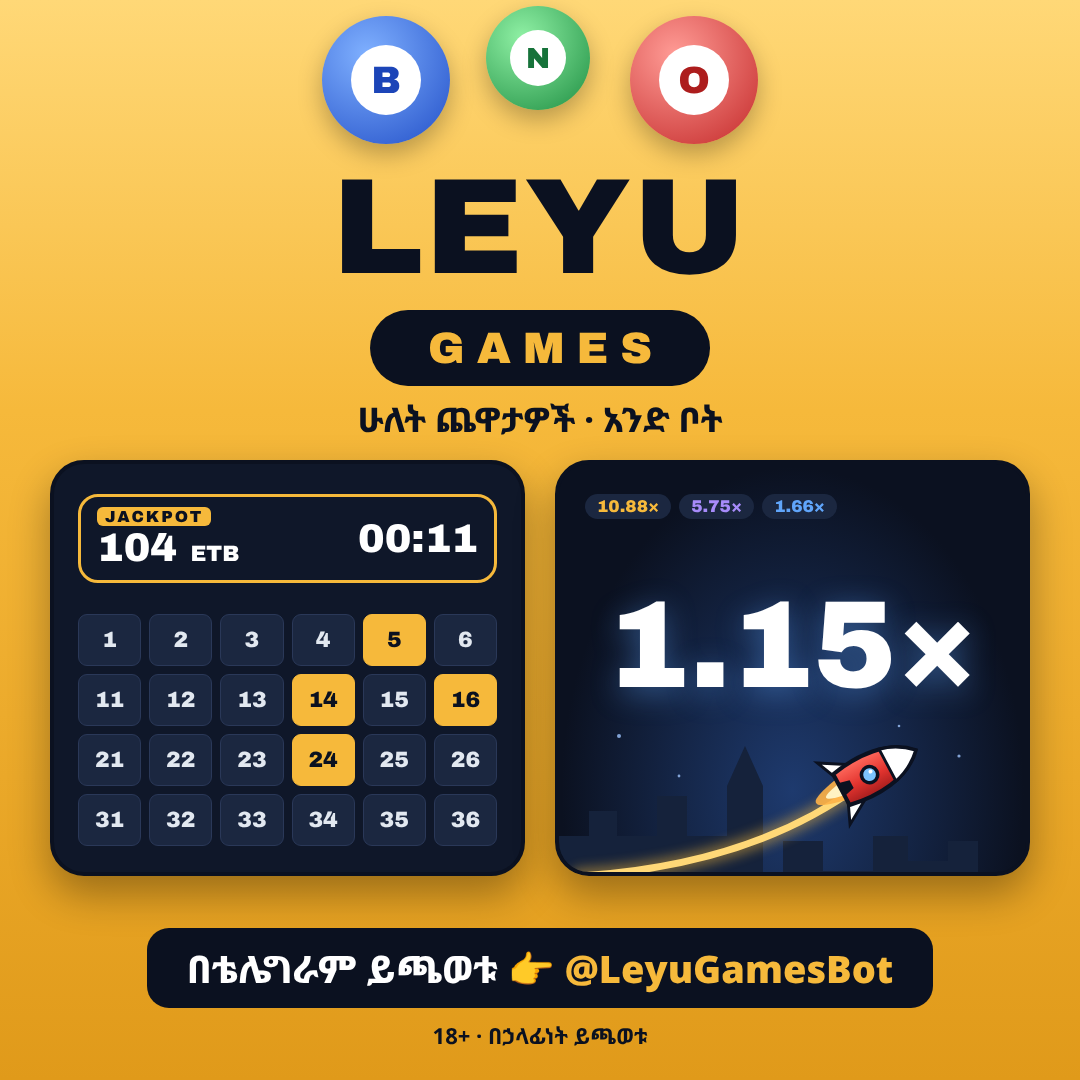 B N O
LEYU
GAMES
ሁለት ጨዋታዎች · አንድ ቦት
JACKPOT
104 ETB
00:11
1 2 3 4 5 6
11 12 13 14 15 16
21 22 23 24 25 26
31 32 33 34 35 36
10.88× 5.75× 1.66×
1.15×
በቴሌግራም ይጫወቱ 👉 @LeyuGamesBot
18+ · በኃላፊነት ይጫወቱ